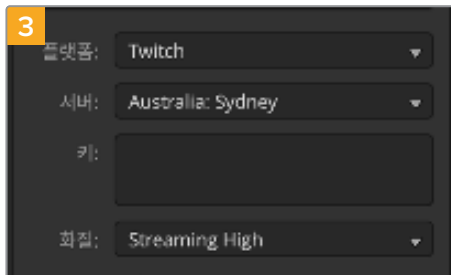 3
플랫폼: Twitch
서버: Australia: Sydney
키:
화질: Streaming High